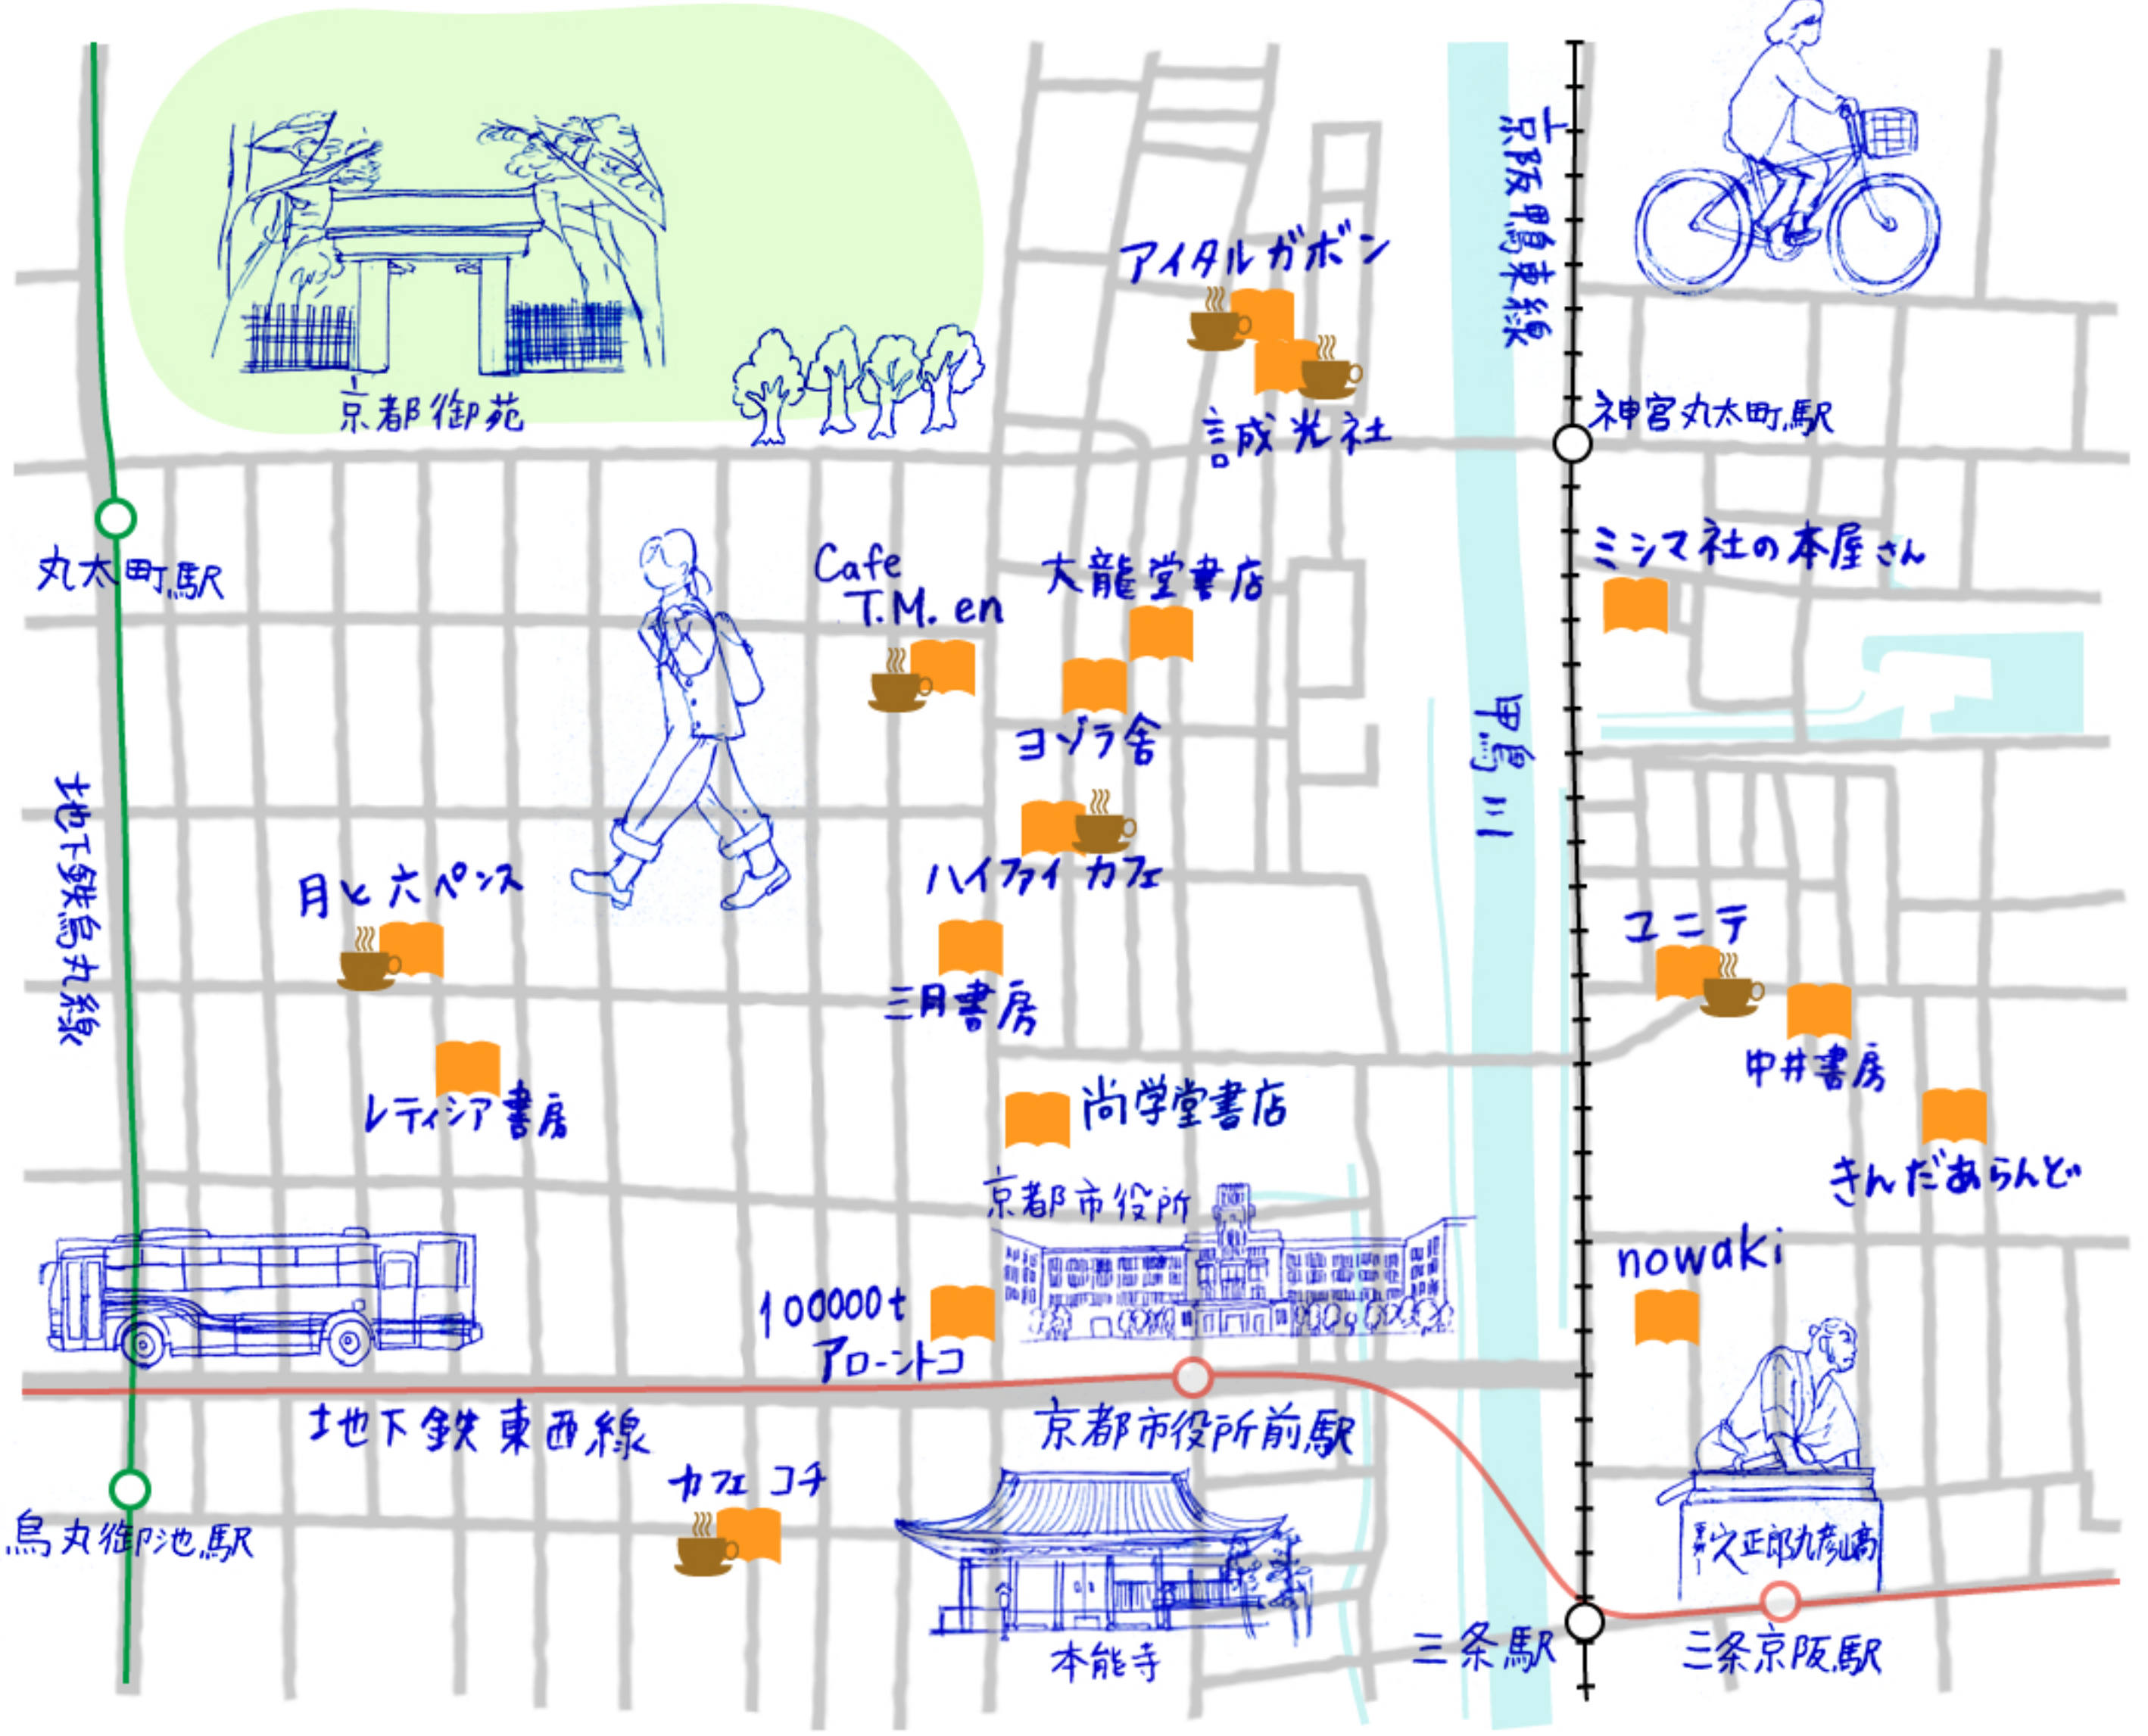 京都御苑
アイタルガボン
誠光社
京阪鴨東線
神宮丸太町駅
丸太町駅
Cafe
T.M. en
大龍堂書店
ミシマ社の本屋さん
ヨゾラ舎
鴨川
地下鉄烏丸線
月と六ペンス
ハイファイカフェ
三月書房
ユニテ
中井書房
レティシア書房
尚学堂書店
きんだあらんど
京都市役所
nowaki
100000t
アローントコ
地下鉄東西線
京都市役所前駅
カフェコチ
烏丸御池駅
本能寺
三条駅
三条京阪駅
高山彦九郎正之